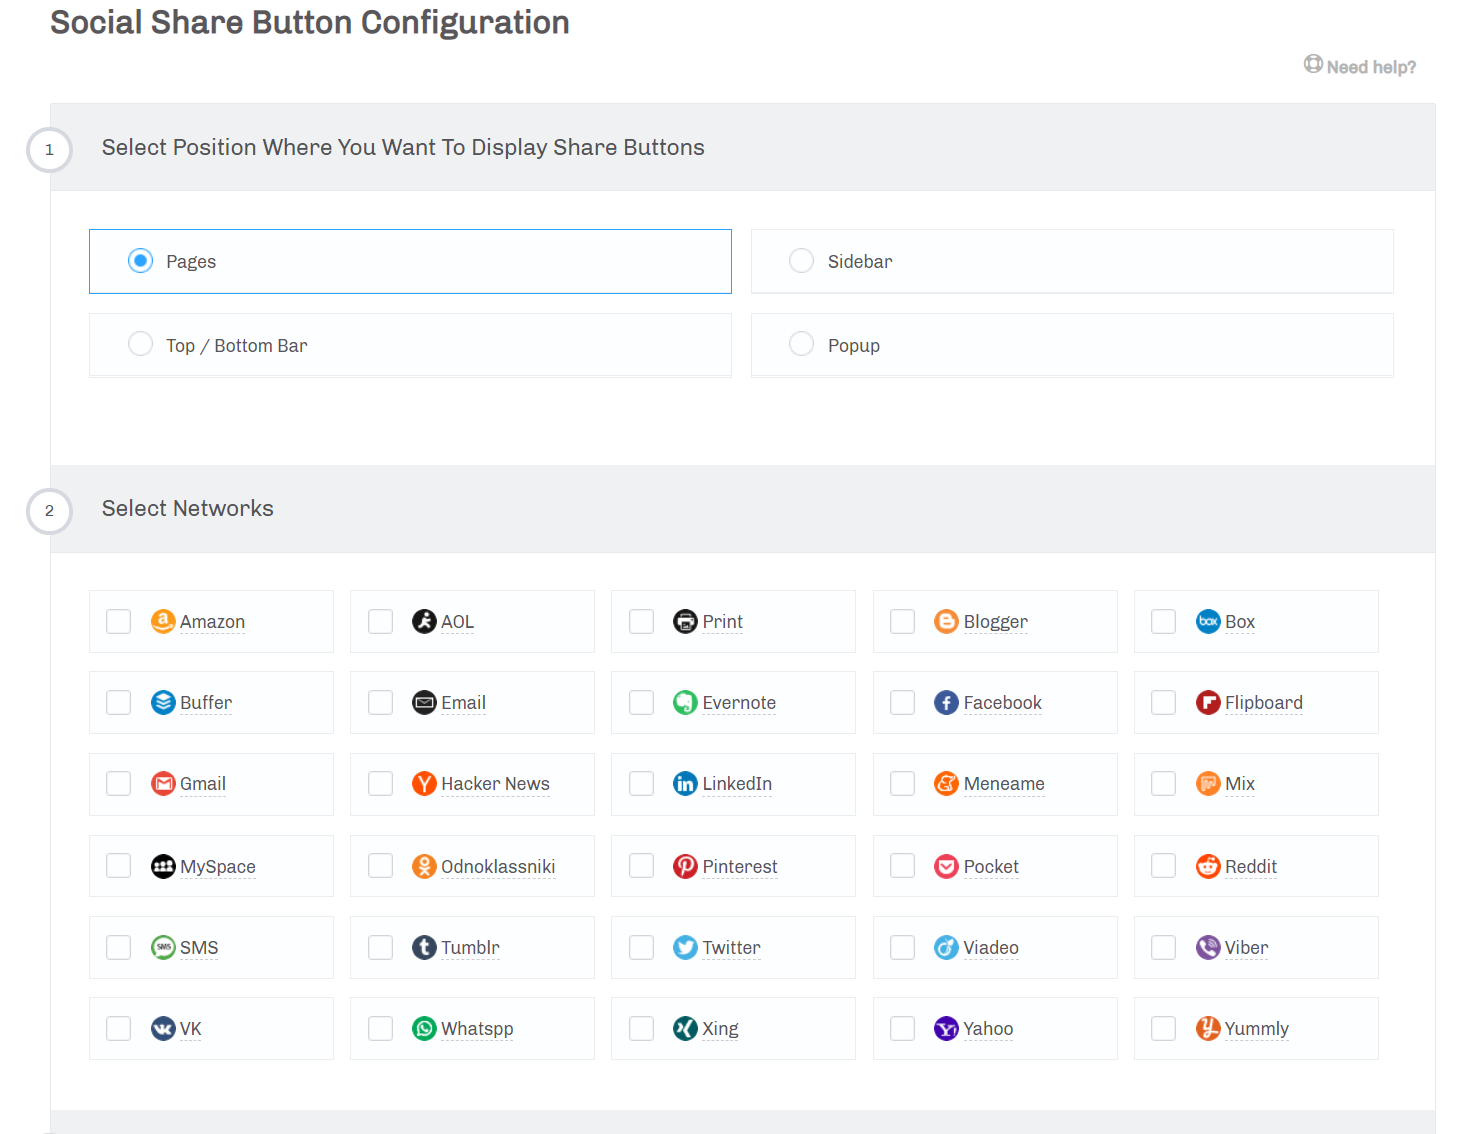 Social Share Button Configuration
Need help?
1 Select Position Where You Want To Display Share Buttons
Pages Sidebar
Top / Bottom Bar Popup
2 Select Networks
Amazon AOL Print Blogger box Box
Buffer Email Evernote Facebook Flipboard
Gmail Hacker News LinkedIn Meneame Mix
MySpace Odnoklassniki Pinterest Pocket Reddit
SMS SMS Tumblr Twitter Viadeo Viber
VK Whatspp Xing Yahoo Yummly